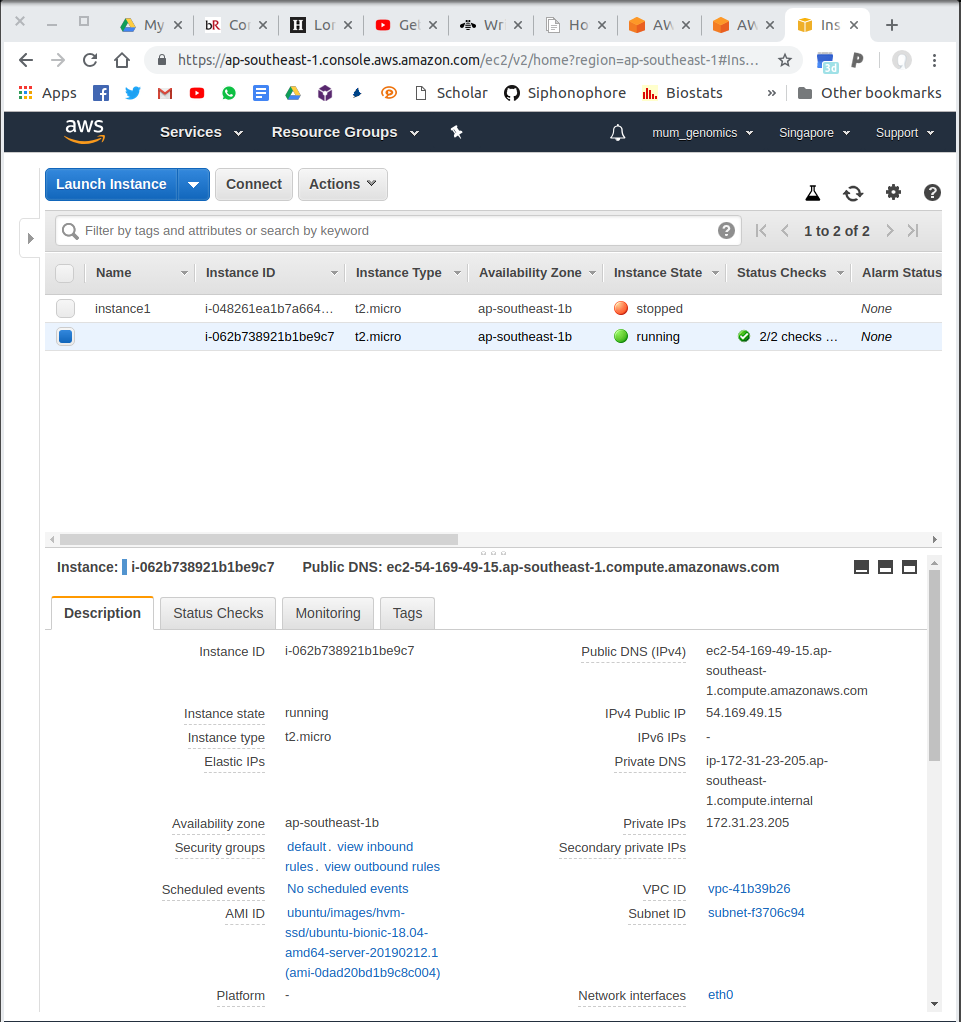 My
bR Cor
H Lor
Gel
Wri
Ho
AW
AW
Ins
https://ap-southeast-1.console.aws.amazon.com/ec2/v2/home?region=ap-southeast-1#Ins...
3d
P
Apps Scholar Siphonophore Biostats » Other bookmarks
aws Services Resource Groups mum_genomics Singapore Support
Launch Instance Connect Actions
Filter by tags and attributes or search by keyword 1 to 2 of 2
Name Instance ID Instance Type Availability Zone Instance State Status Checks Alarm Status
instance1 i-048261ea1b7a664... t2.micro ap-southeast-1b stopped None
i-062b738921b1be9c7 t2.micro ap-southeast-1b running 2/2 checks ... None
Instance: i-062b738921b1be9c7 Public DNS: ec2-54-169-49-15.ap-southeast-1.compute.amazonaws.com
Description Status Checks Monitoring Tags
Instance ID i-062b738921b1be9c7
Public DNS (IPv4) ec2-54-169-49-15.ap-
southeast-
1.compute.amazonaws.com
Instance state running
IPv4 Public IP 54.169.49.15
Instance type t2.micro
IPv6 IPs -
Elastic IPs
Private DNS ip-172-31-23-205.ap-
southeast-
1.compute.internal
Availability zone ap-southeast-1b
Private IPs 172.31.23.205
Security groups default. view inbound
rules. view outbound rules
Secondary private IPs
Scheduled events No scheduled events
VPC ID vpc-41b39b26
AMI ID ubuntu/images/hvm-
ssd/ubuntu-bionic-18.04-
amd64-server-20190212.1
(ami-0dad20bd1b9c8c004)
Subnet ID subnet-f3706c94
Platform -
Network interfaces eth0